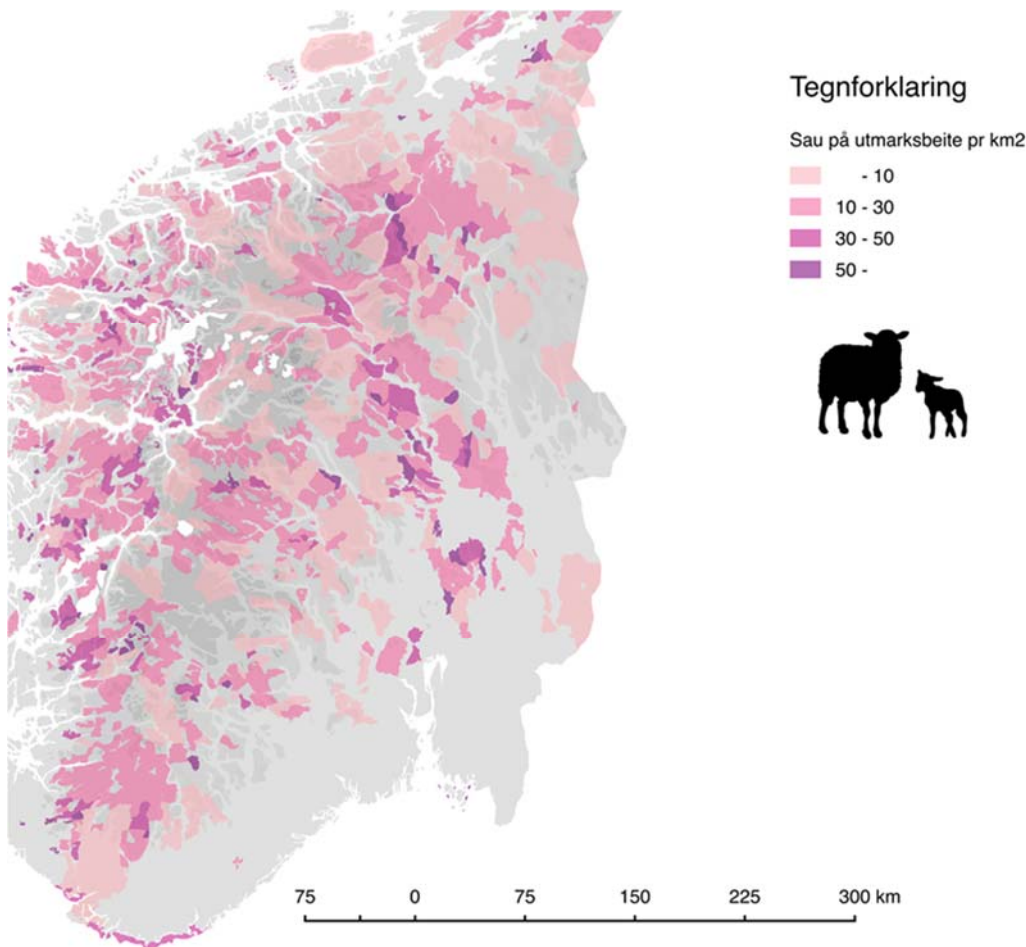 Tegnforklaring
Sau på utmarksbeite pr km2
- 10
10 - 30
30 - 50
50 -
75 0 75 150 225 300 km